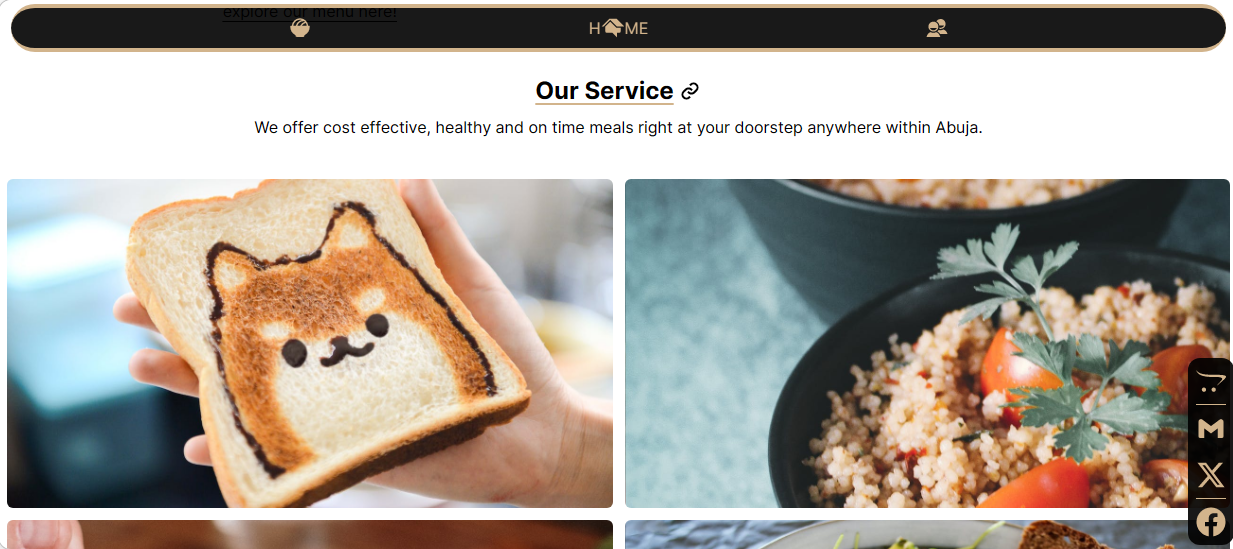 explore our menu here!
HOME
Our Service
We offer cost effective, healthy and on time meals right at your doorstep anywhere within Abuja.